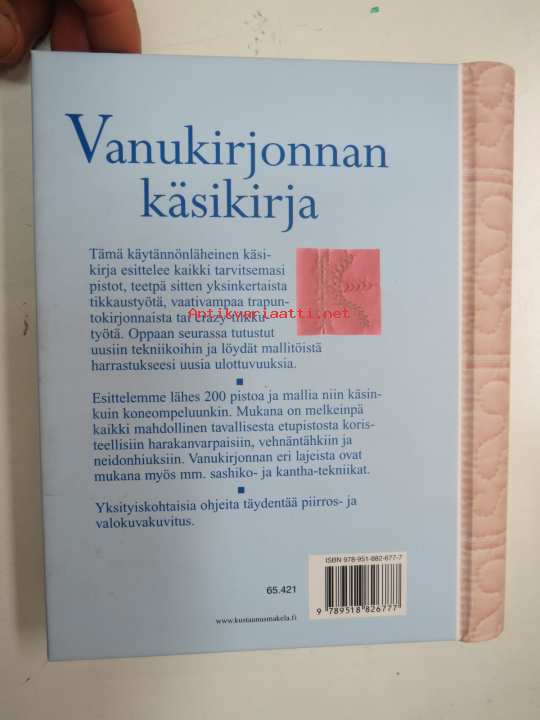 Vanukirjonnan
käsikirja
Tämä käytännönläheinen käsi-
kirja esittelee kaikki tarvitsemasi
pistot, teetpä sitten yksinkertaista
tikkaustyötä, vaativampaa trapun-
tokirjonnaista tai crazy-tilkku-
työtä. Oppaan seurassa tutustut
uusiin tekniikoihin ja löydät mallitöistä
harrastukseesi uusia ulottuvuuksia.
Antikvariaatti.net
Esittelemme lähes 200 pistoa ja mallia niin käsin-
kuin koneompeluunkin. Mukana on melkeinpä
kaikki mahdollinen tavallisesta etupistosta koris-
teellisiin harakanvarpaisiin, vehnäntähkiin ja
neidonhiuksiin. Vanukirjonnan eri lajeista ovat
mukana myös mm. sashiko- ja kantha-tekniikat.
Yksityiskohtaisia ohjeita täydentää piirros- ja
valokuvakuvitus.
ISBN 978-951-882-677-7
65.421
9 789518 826777
www.kustannusmakela.fi